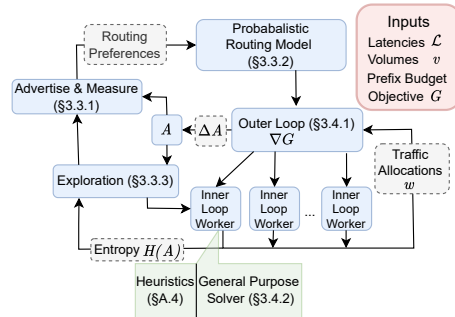 Routing
Preferences
Probabalistic
Routing Model
(§3.3.2)
Inputs
Latencies ℒ
Volumes v
Prefix Budget
Objective G
Advertise & Measure
(§3.3.1)
A
ΔA
Outer Loop (§3.4.1)
∇G
Traffic
Allocations
w
Exploration (§3.3.3)
Inner
Loop
Worker
Inner
Loop
Worker
...
Inner
Loop
Worker
Entropy H(A)
Heuristics
(§A.4)
General Purpose
Solver (§3.4.2)